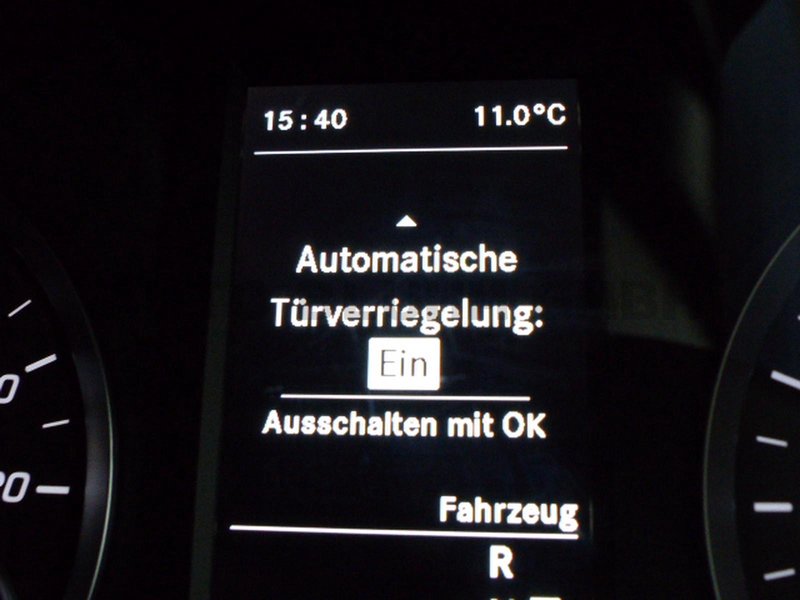 15:40 11.0°C
Automatische
Türverriegelung:
Ein
Ausschalten mit OK
Fahrzeug
R